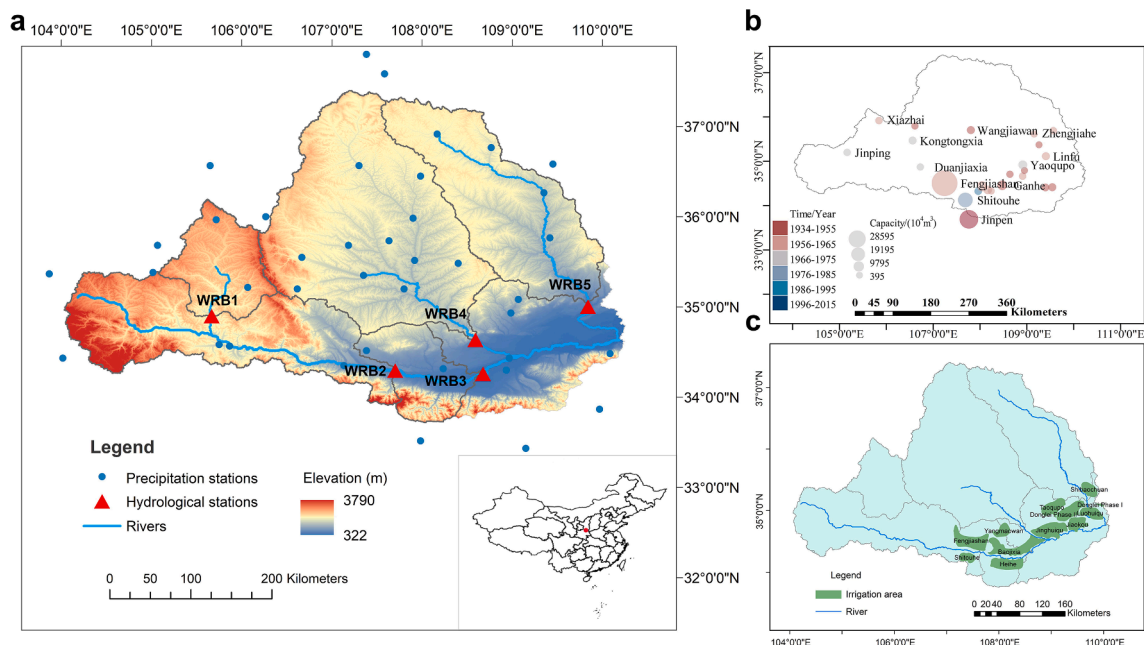 a
104°0'0"E 105°0'0"E 106°0'0"E 107°0'0"E 108°0'0"E 109°0'0"E 110°0'0"E
37°0'0"N
36°0'0"N
35°0'0"N
34°0'0"N
33°0'0"N
32°0'0"N
WRB1
WRB2
WRB3
WRB4
WRB5
Legend
Precipitation stations
Hydrological stations
Rivers
Elevation (m)
3790
322
0 50 100 200 Kilometers
b
37°0'0"N
35°0'0"N
33°0'0"N
Xiazhai
Wangjiawan
Zhengjiahe
Kongtongxia
Jinping
Linfu
Duanjiaxia
Yaoqupo
Fengjiashan
Ganhe
Shitouhe
Jinpen
Time/Year
1934-1955
1956-1965
1966-1975
1976-1985
1986-1995
1996-2015
Capacity/(10⁴m³)
28595
19195
9795
395
0 45 90 180 270 360
Kilometers
105°0'0"E 107°0'0"E 109°0'0"E 111°0'0"E
c
37°0'0"N
35°0'0"N
Shibaochuan
Donglei Phase I
Taoqupo
Donglei Phase II
Luohuiqu
Jiaokou
Jinghuiqu
Yangmaowan
Fengjiashan
Baojixia
Shitouhe
Heihe
Legend
Irrigation area
River
0 20 40 80 120 160
Kilometers
104°0'0"E 106°0'0"E 108°0'0"E 110°0'0"E